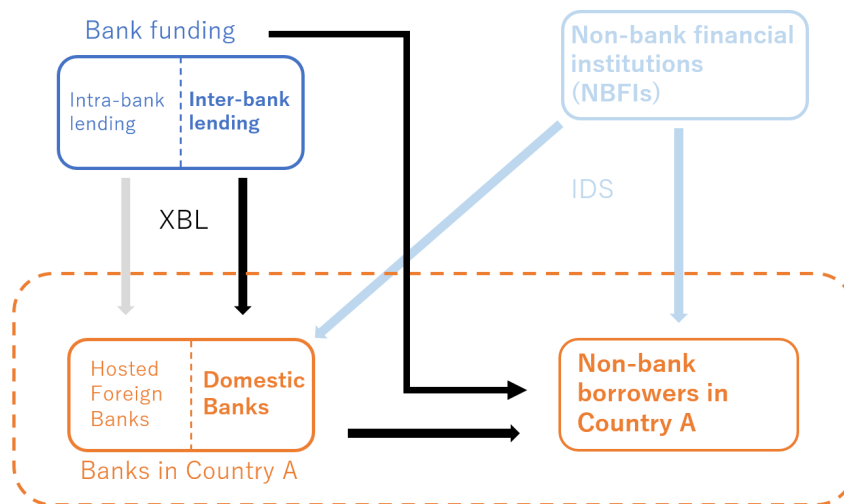 Bank funding
Intra-bank
lending
Inter-bank
lending
Non-bank financial
institutions
(NBFIs)
XBL
IDS
Hosted
Foreign
Banks
Domestic
Banks
Banks in Country A
Non-bank
borrowers in
Country A